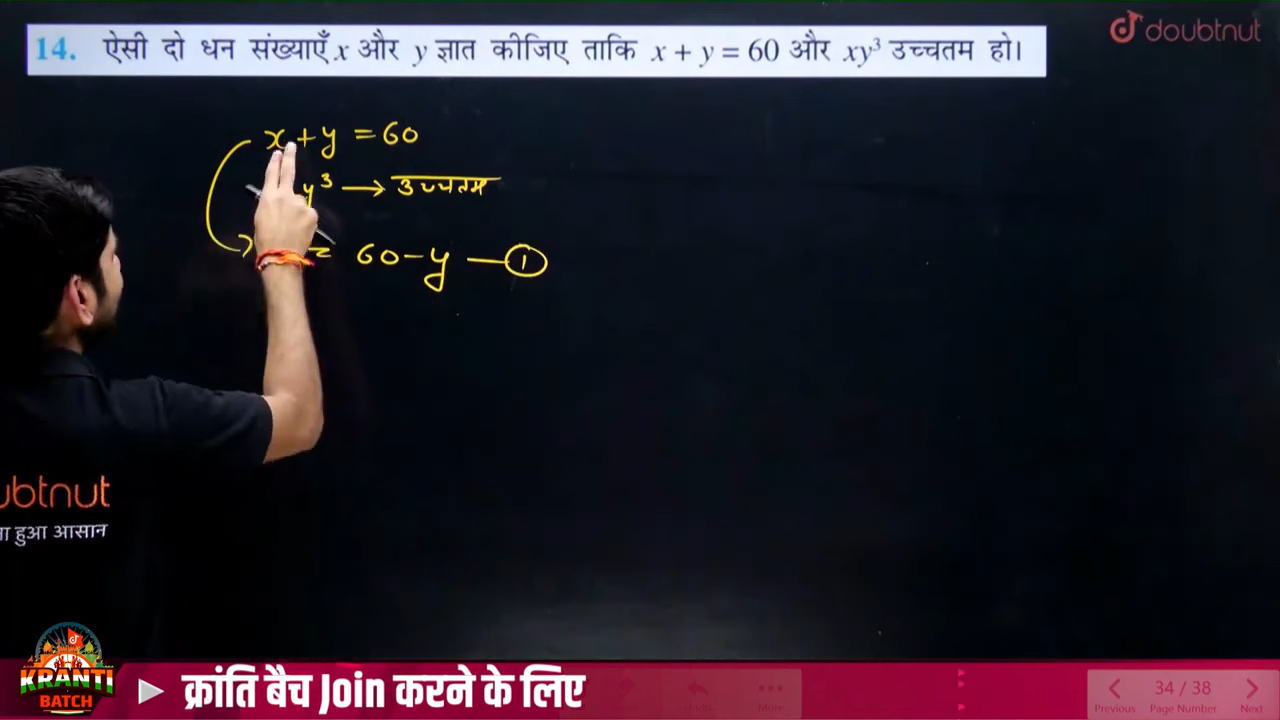 14. ऐसी दो धन संख्याएँ x और y ज्ञात कीजिए ताकि x + y = 60 और xy³ उच्चतम हो।
doubtnut
x + y = 60
y³ → उच्चतम
= 60 - y — ①
ubtnut
ा हुआ आसान
KRANTI
BATCH
क्रांति बैच Join करने के लिए
More
34 / 38
Previous Page Number Next